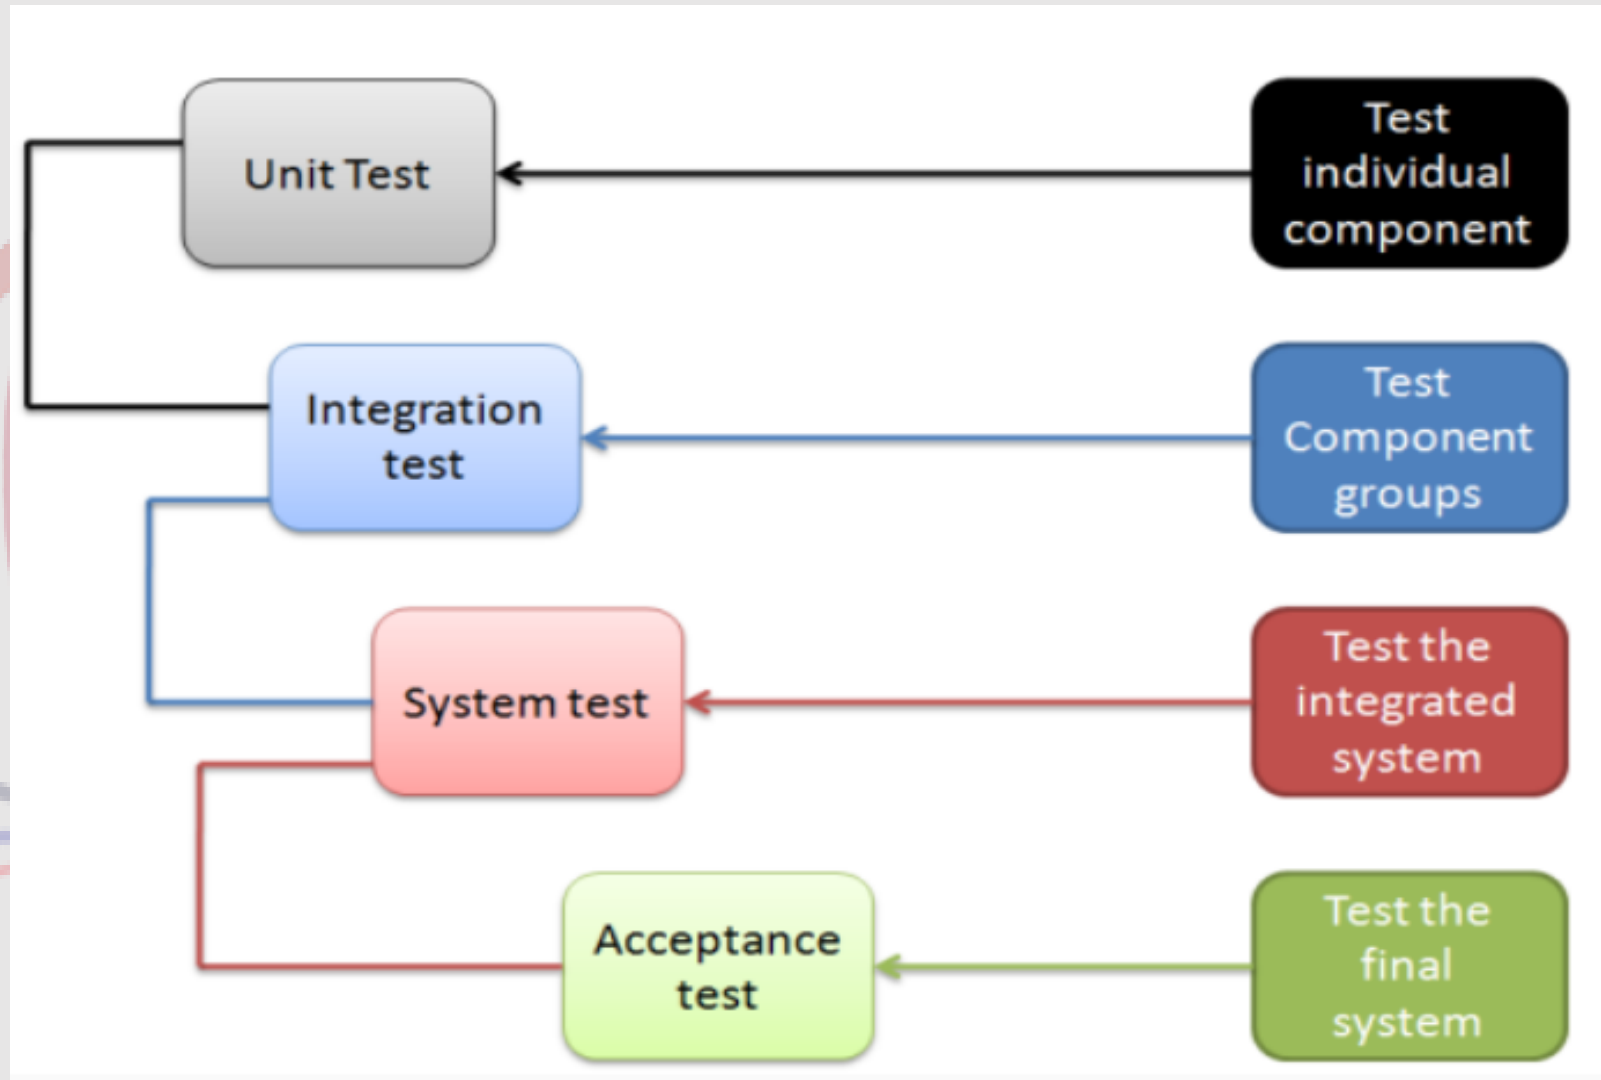 Unit Test
Test
individual
component
Integration
test
Test
Component
groups
System test
Test the
integrated
system
Acceptance
test
Test the
final
system